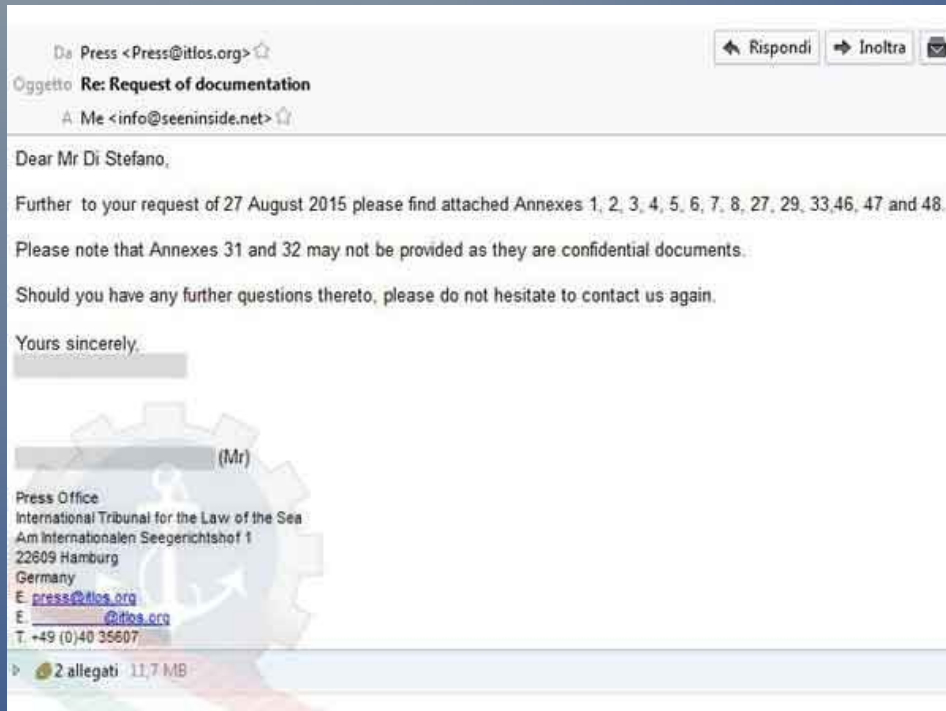 Da Press <Press@itlos.org>
Rispondi Inoltra
Oggetto Re: Request of documentation
A Me <info@seeninside.net>
Dear Mr Di Stefano,
Further to your request of 27 August 2015 please find attached Annexes 1, 2, 3, 4, 5, 6, 7, 8, 27, 29, 33,46, 47 and 48.
Please note that Annexes 31 and 32 may not be provided as they are confidential documents.
Should you have any further questions thereto, please do not hesitate to contact us again.
Yours sincerely,
(Mr)
Press Office
International Tribunal for the Law of the Sea
Am Internationalen Seegerichtshof 1
22609 Hamburg
Germany
E. press@itlos.org
E. @itlos.org
T. +49 (0)40 35607
2 allegati 11,7 MB